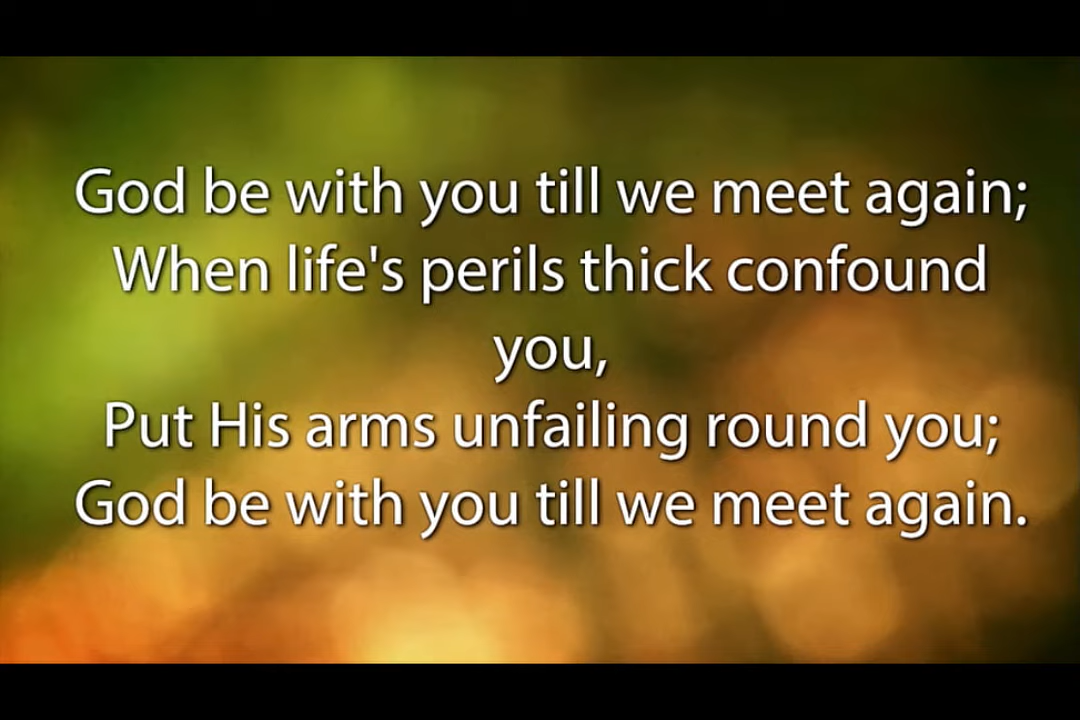 God be with you till we meet again;
When life's perils thick confound
you,
Put His arms unfailing round you;
God be with you till we meet again.